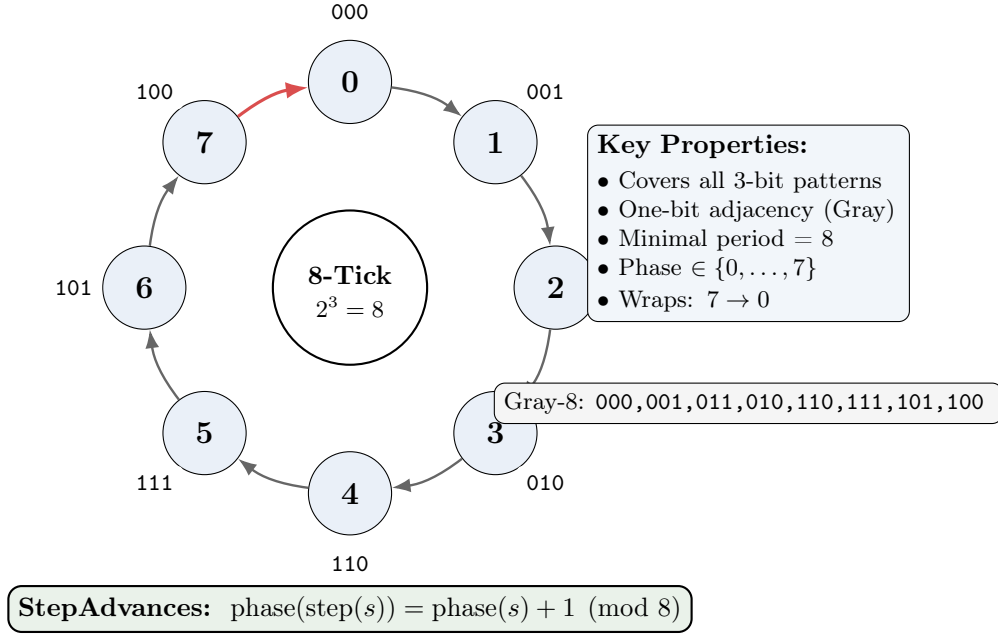 000
0
100
001
7
1
Key Properties:
• Covers all 3-bit patterns
• One-bit adjacency (Gray)
• Minimal period = 8
• Phase ∈ {0, …, 7}
• Wraps: 7 → 0
8-Tick
2³ = 8
101
6
2
Gray-8: 000,001,011,010,110,111,101,100
5
3
111
010
4
110
StepAdvances: phase(step(s)) = phase(s) + 1 (mod 8)